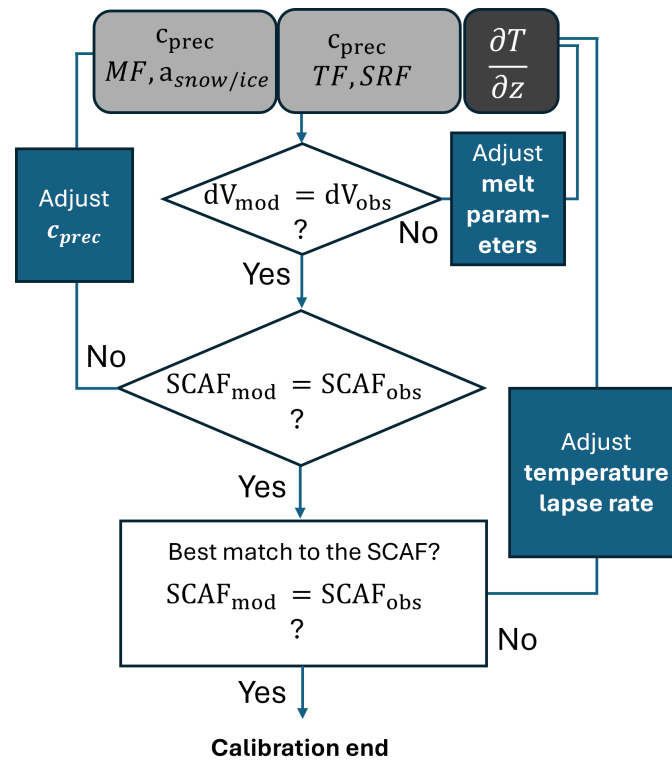 c_prec
MF, a_snow/ice
c_prec
TF, SRF
∂T
∂z
dV_mod = dV_obs
?
No
Adjust
melt
param-
eters
Adjust
c_prec
Yes
SCAF_mod = SCAF_obs
?
No
Yes
Adjust
temperature
lapse rate
Best match to the SCAF?
SCAF_mod = SCAF_obs
?
No
Yes
Calibration end